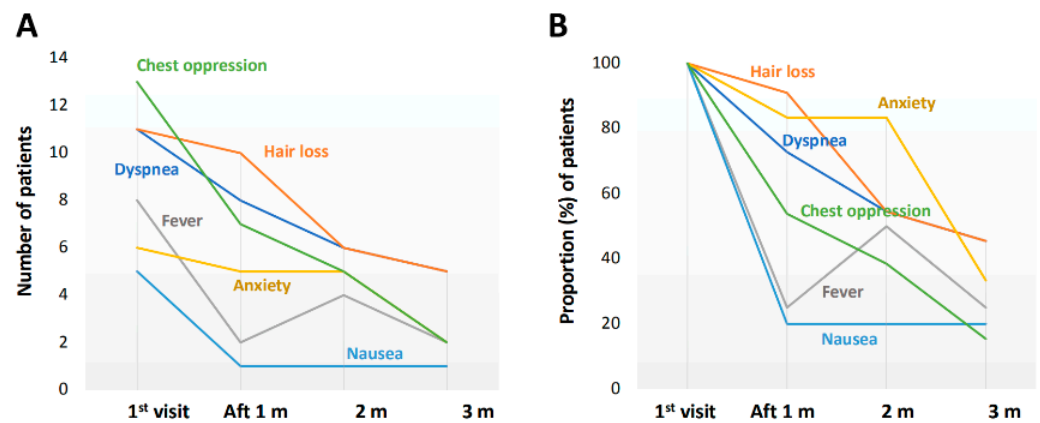 A
Number of patients
14
12
10
8
6
4
2
0
Chest oppression
Hair loss
Dyspnea
Fever
Anxiety
Nausea
1st visit Aft 1 m 2 m 3 m
B
Proportion (%) of patients
100
80
60
40
20
0
Hair loss
Anxiety
Dyspnea
Chest oppression
Fever
Nausea
1st visit Aft 1 m 2 m 3 m